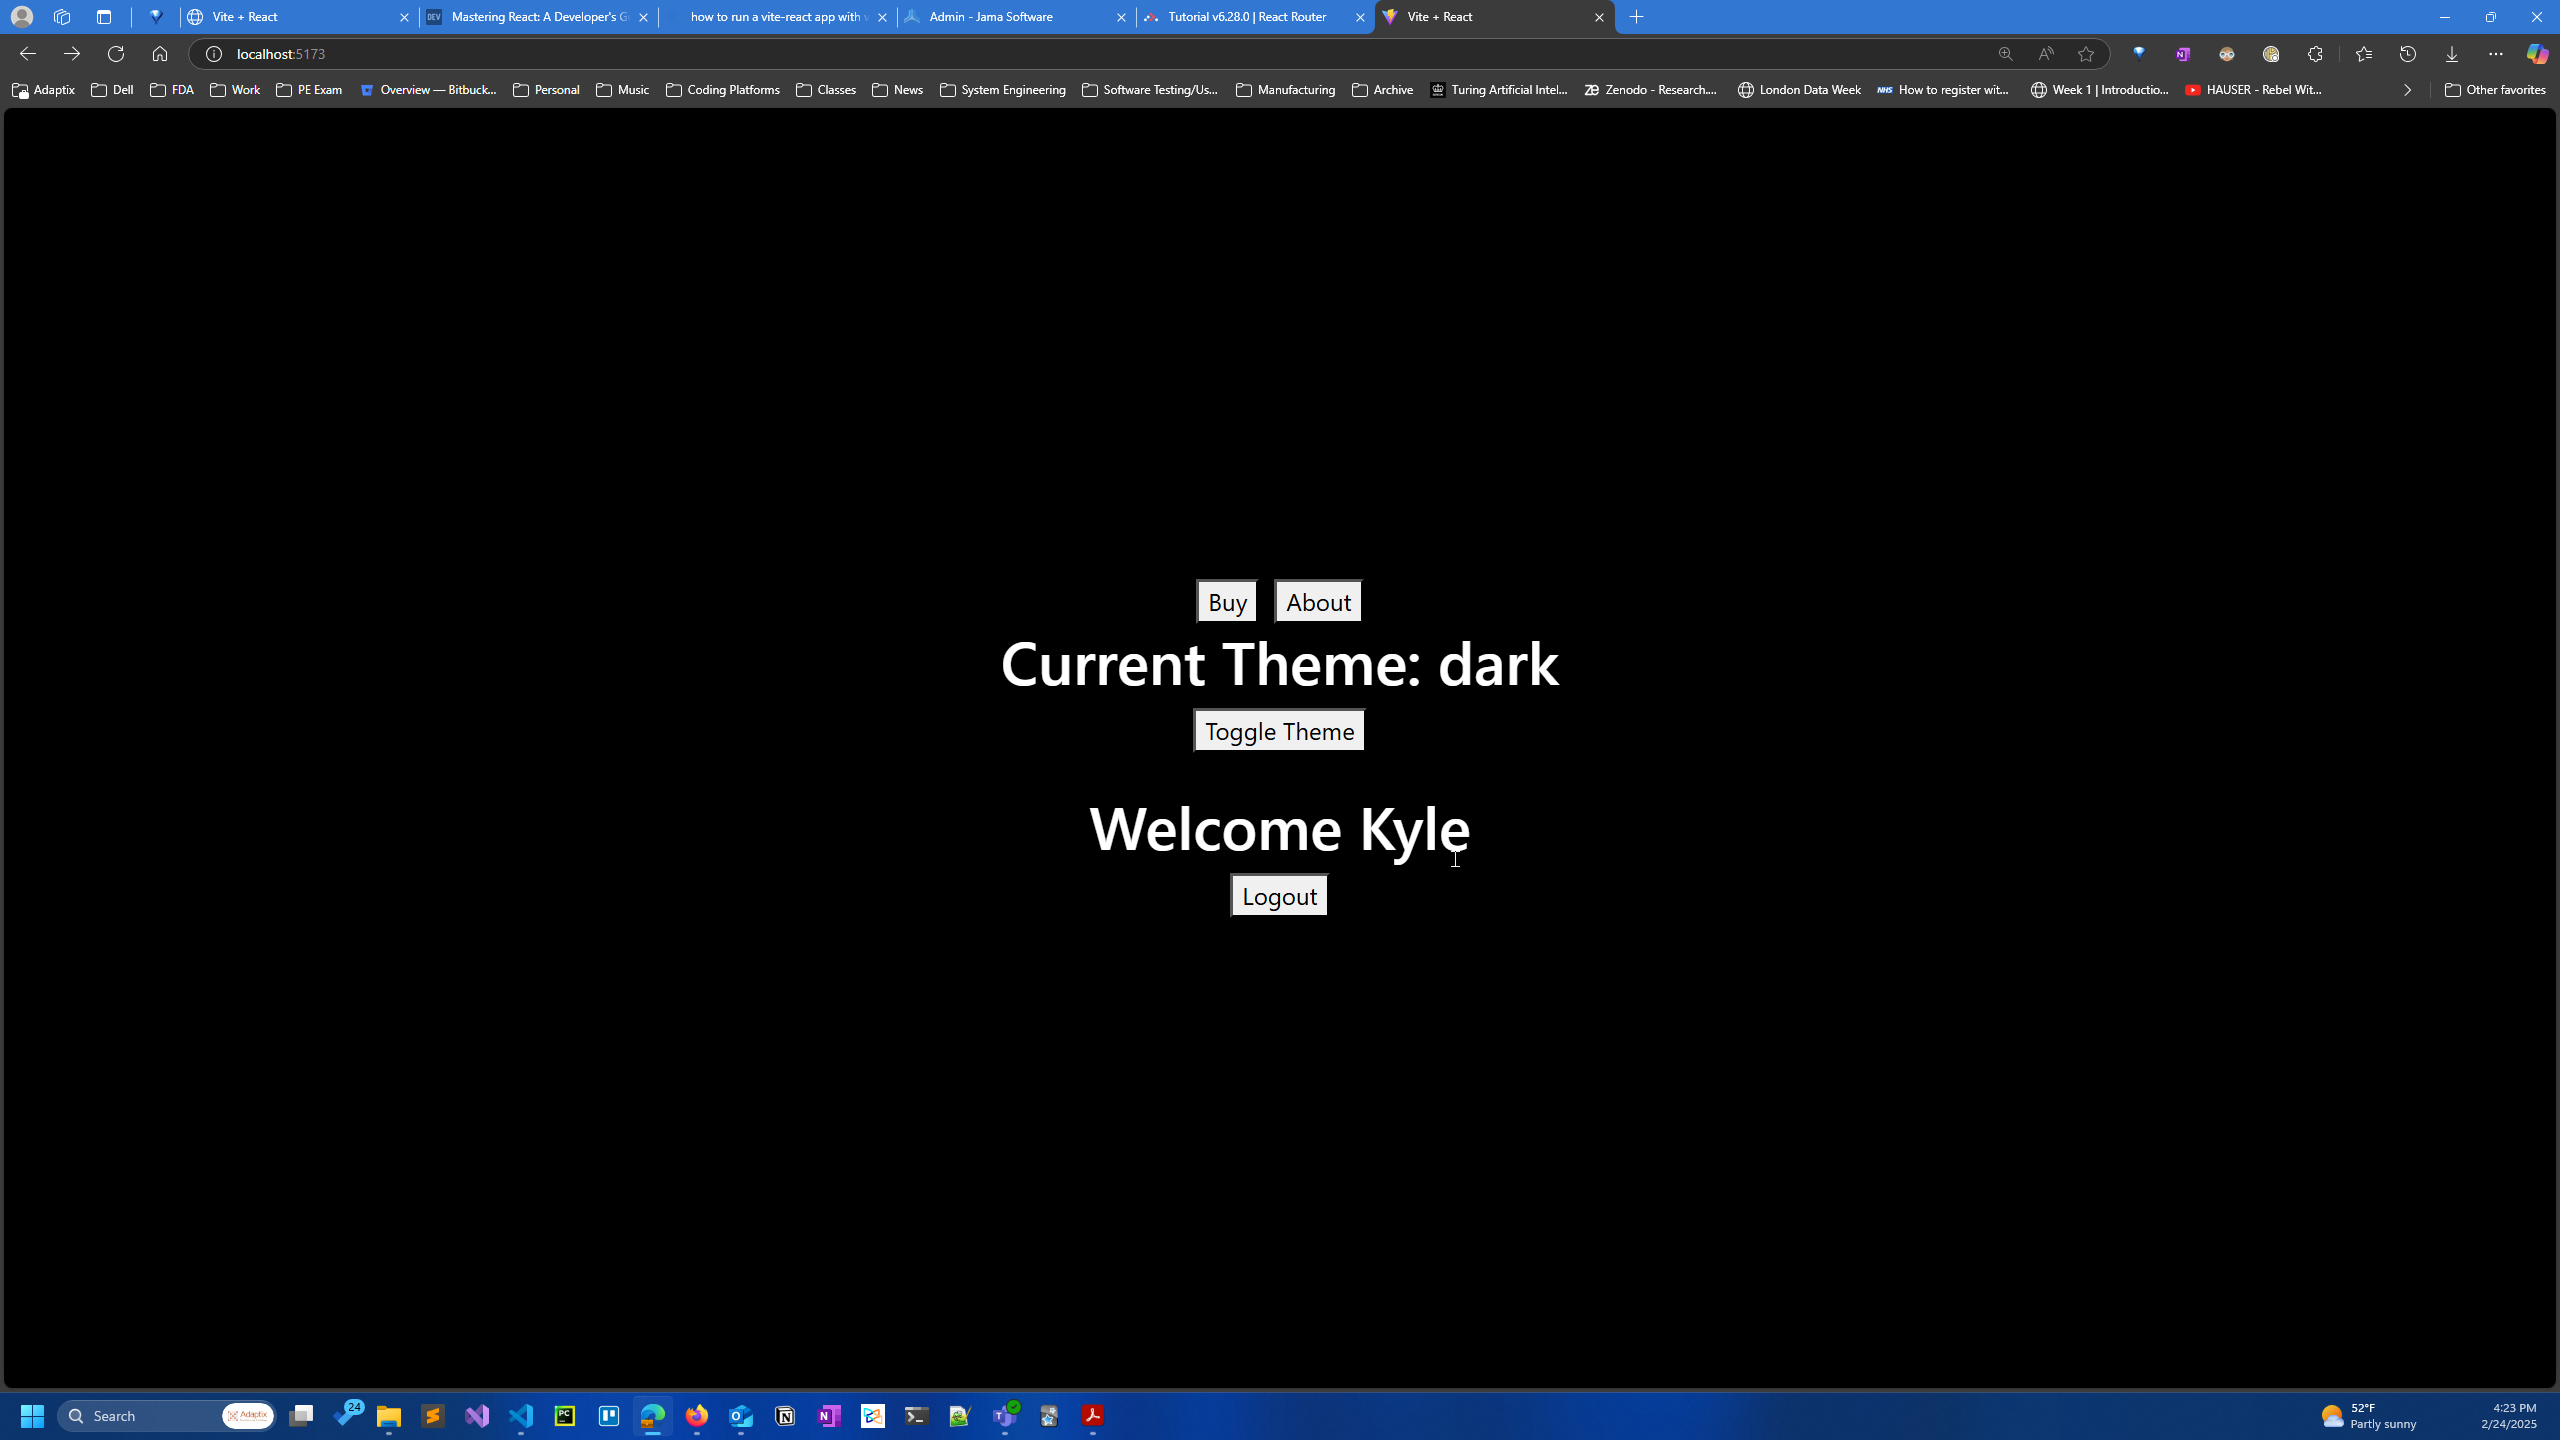 Vite + React
DEV Mastering React: A Developer's G
how to run a vite-react app with v
Admin - Jama Software
Tutorial v6.28.0 | React Router
Vite + React
localhost:5173
Adaptix
Dell
FDA
Work
PE Exam
Overview — Bitbuck...
Personal
Music
Coding Platforms
Classes
News
System Engineering
Software Testing/Us...
Manufacturing
Archive
Turing Artificial Intel...
Zenodo - Research....
London Data Week
NHS How to register wit...
Week 1 | Introductio...
HAUSER - Rebel Wit...
Other favorites
Buy About
Current Theme: dark
Toggle Theme
Welcome Kyle
Logout
Search
Adaptix
24
PC
52°F
Partly sunny
4:23 PM
2/24/2025